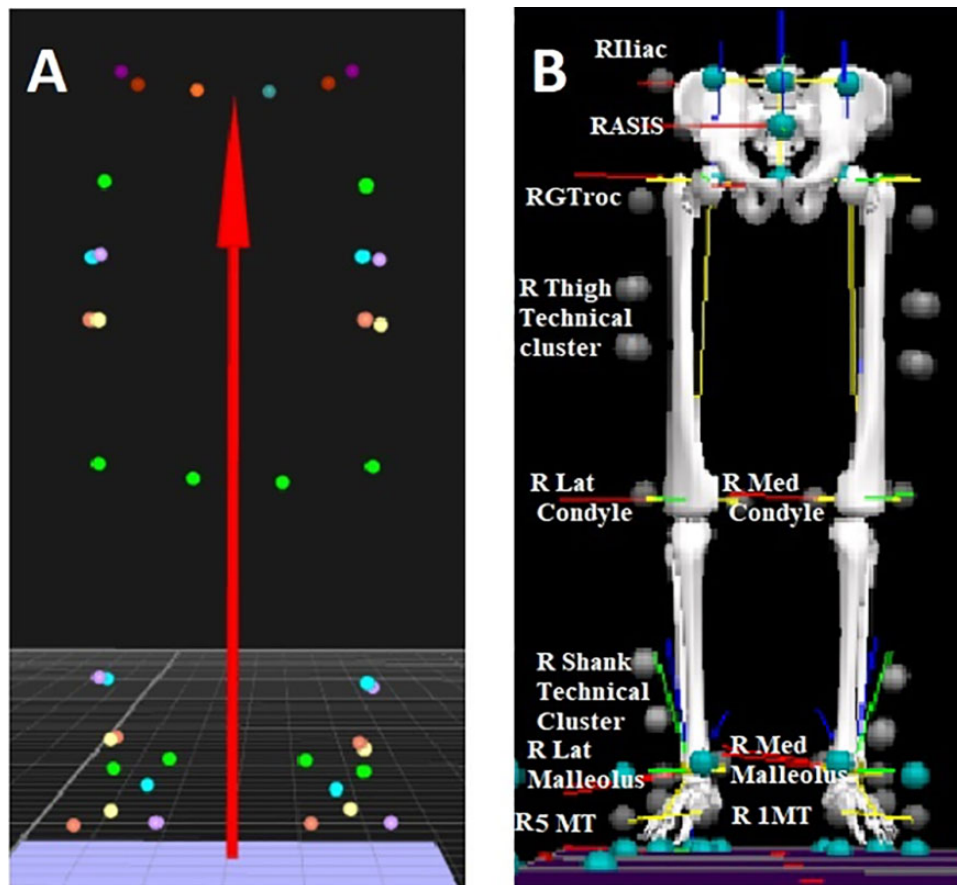 A
B
RIliac
RASIS
RGTroc
R Thigh
Technical
cluster
R Lat
Condyle
R Med
Condyle
R Shank
Technical
Cluster
R Lat
Malleolus
R Med
Malleolus
R5 MT
R 1MT